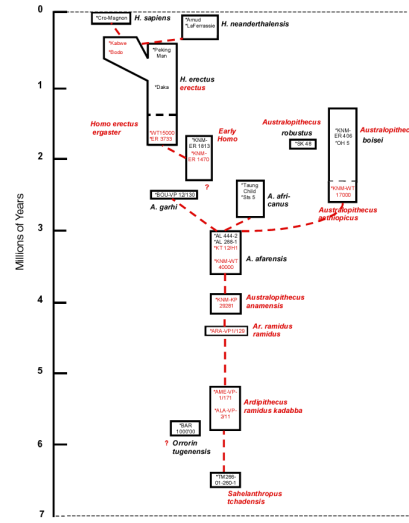 0
*Cro-Magnon
H. sapiens
*Amud
*LaFerrassie
H. neanderthalensis
*Kabwe
*Bodo
*Peking
Man
H. erectus
erectus
*Daka
1
Homo erectus
ergaster
*WT15000
*ER 3733
Early
Homo
*KNM-
ER 1813
*KNM-
ER 1470
?
Australopithecus
robustus
*SK 48
*KNM-
ER 406
*OH 5
Australopithec
boisei
2
*KNM-WT
17000
Australopithecus
aethiopicus
*BOU-VP 12/130
A. garhi
*Taung
Child
*Sts 5
A. afri-
canus
Millions of Years
3
*AL 444-2
*AL 288-1
*KT 12/H1
*KNM-WT
40000
A. afarensis
4
*KNM-KP
29281
Australopithecus
anamensis
*ARA-VP1/129
Ar. ramidus
ramidus
5
*AME-VP-
1/171
*ALA-VP-
2/11
Ardipithecus
ramidus kadabba
*BAR
1000'00
?
Orrorin
tugenensis
6
*TM266-
01-260-1
Sahelanthropus
tchadensis
7